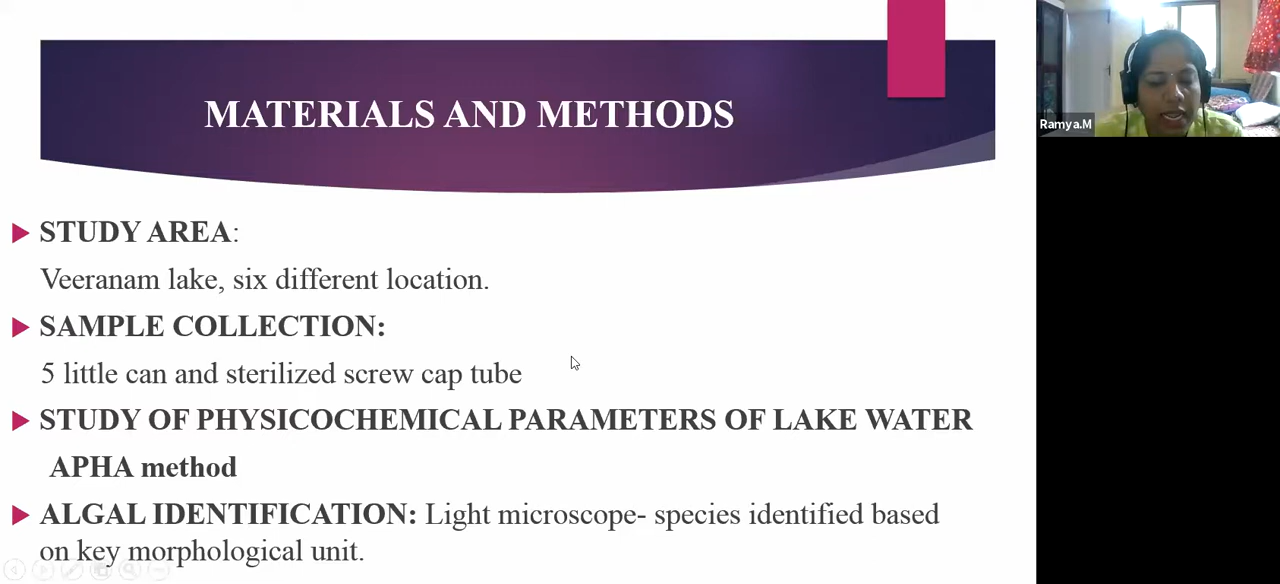 MATERIALS AND METHODS
Ramya.M
STUDY AREA:
Veeranam lake, six different location.
SAMPLE COLLECTION:
5 little can and sterilized screw cap tube
STUDY OF PHYSICOCHEMICAL PARAMETERS OF LAKE WATER
APHA method
ALGAL IDENTIFICATION: Light microscope- species identified based
on key morphological unit.